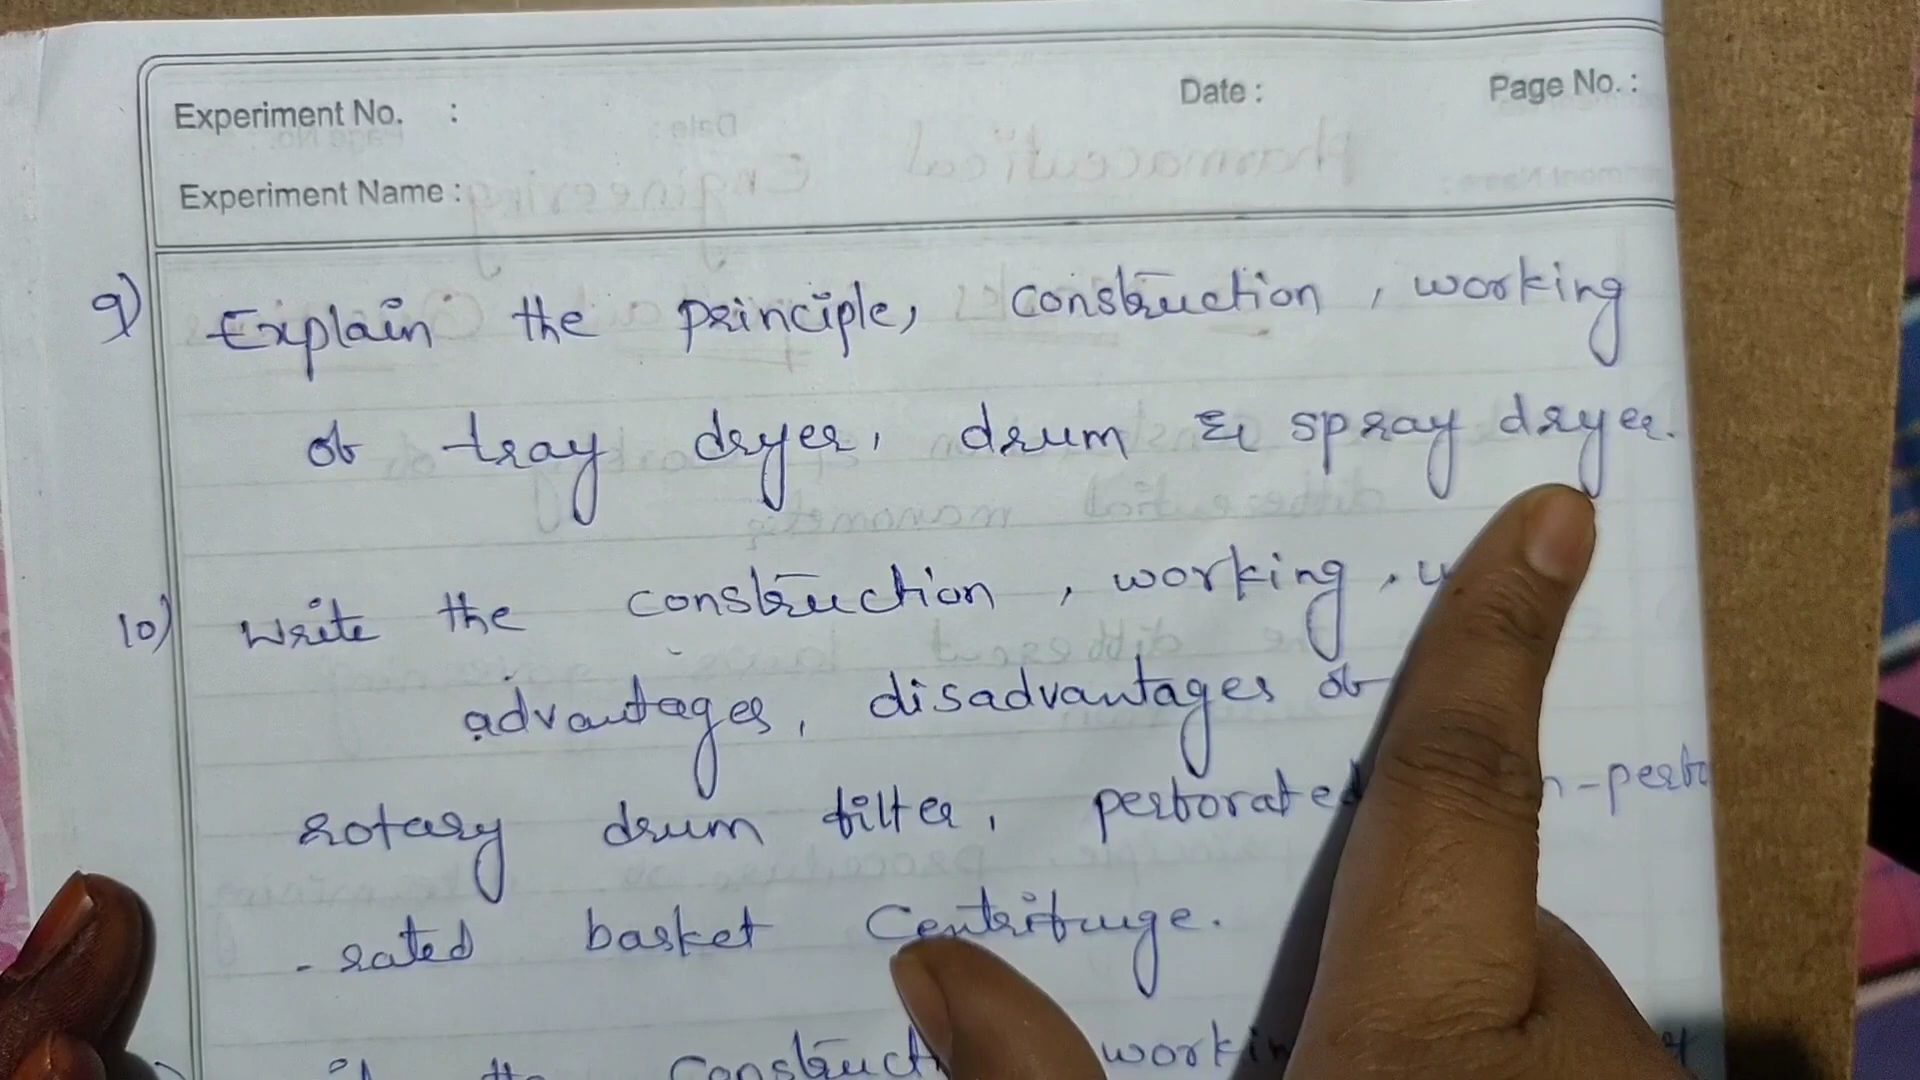 Experiment No. :
Date :
Page No. :
Experiment Name :
9) Explain the principle, construction, working
of tray dryer, drum & spray dryer.
10) Write the construction, working,
advantages, disadvantages of
rotary drum filter, perforated
-rated basket Centrifuge.
the